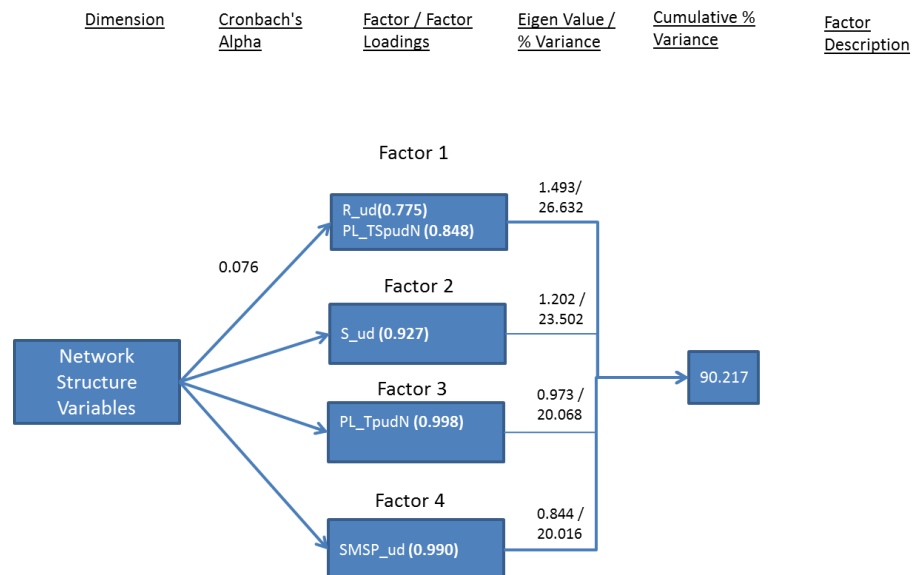 Dimension
Cronbach's
Alpha
Factor / Factor
Loadings
Eigen Value /
% Variance
Cumulative %
Variance
Factor
Description
Factor 1
1.493/
26.632
R_ud(0.775)
PL_TSpudN (0.848)
0.076
Factor 2
1.202 /
23.502
S_ud (0.927)
Network
Structure
Variables
90.217
Factor 3
0.973 /
20.068
PL_TpudN (0.998)
Factor 4
0.844 /
20.016
SMSP_ud (0.990)